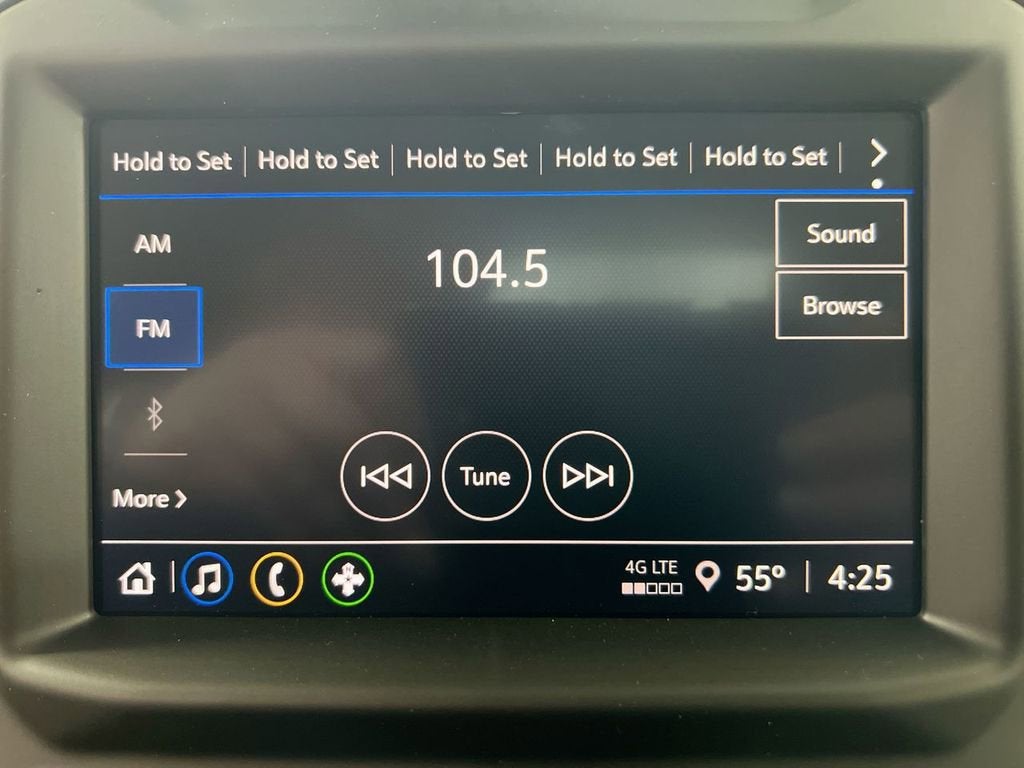 Hold to Set Hold to Set Hold to Set Hold to Set Hold to Set
AM
104.5
Sound
FM
Browse
More
Tune
4G LTE
55° 4:25